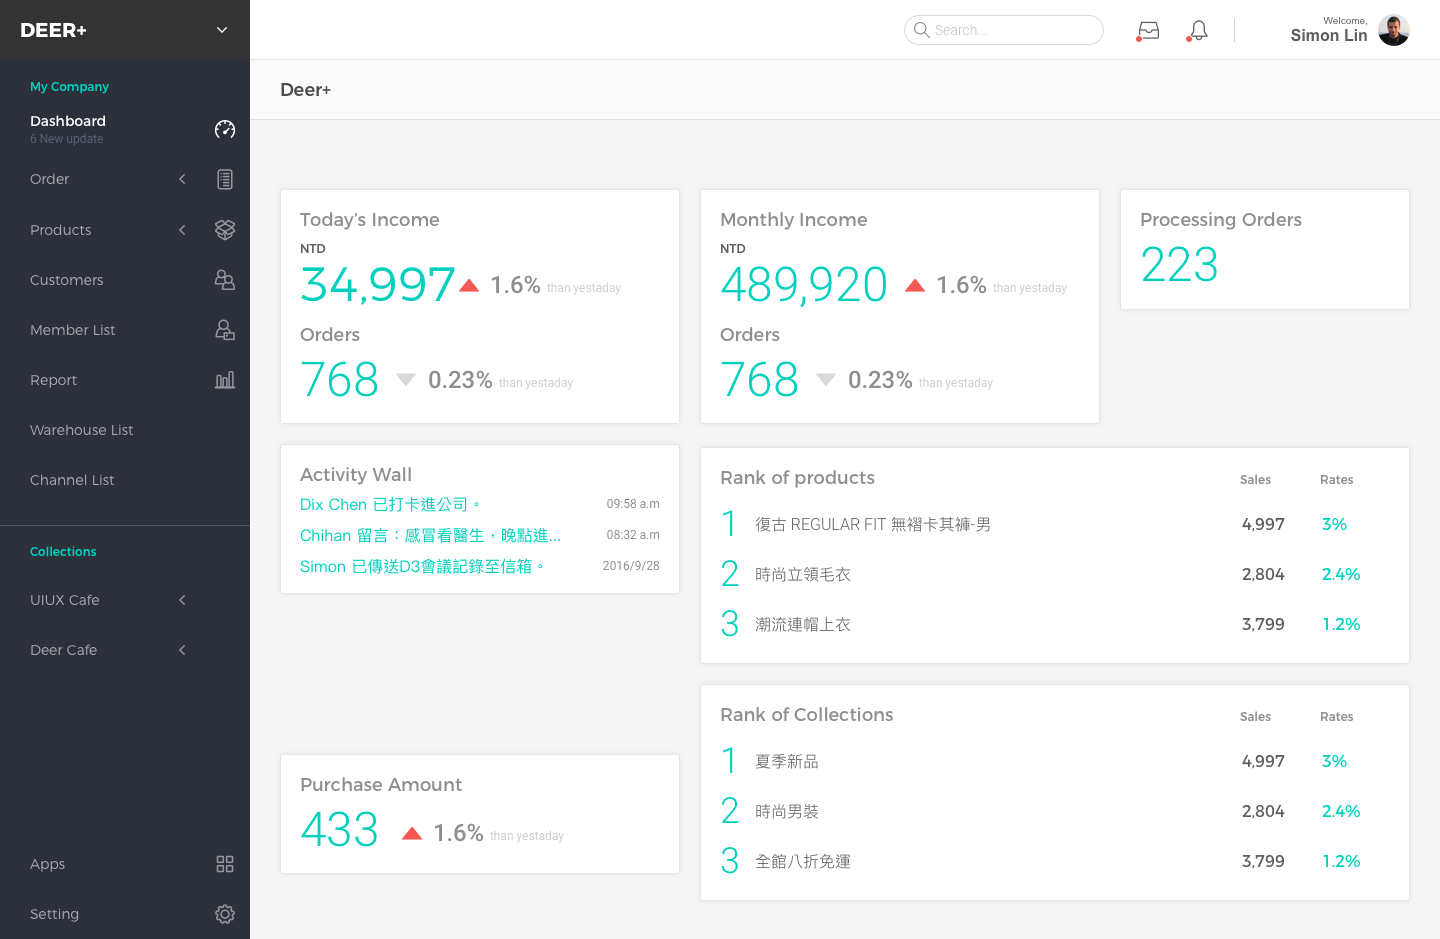 DEER+
Search...
Welcome,
Simon Lin
Deer+
My Company
Dashboard
6 New update
Order
Products
Customers
Member List
Report
Warehouse List
Channel List
Collections
UIUX Cafe
Deer Cafe
Apps
Setting
Today's Income
NTD
34,997 1.6% than yestaday
Orders
768 0.23% than yestaday
Monthly Income
NTD
489,920 1.6% than yestaday
Orders
768 0.23% than yestaday
Processing Orders
223
Activity Wall
Dix Chen 已打卡進公司。 09:58 a.m
Chihan 留言：感冒看醫生，晚點進... 08:32 a.m
Simon 已傳送D3會議記錄至信箱。 2016/9/28
Rank of products Sales Rates
1 復古 REGULAR FIT 無褶卡其褲-男 4,997 3%
2 時尚立領毛衣 2,804 2.4%
3 潮流連帽上衣 3,799 1.2%
Purchase Amount
433 1.6% than yestaday
Rank of Collections Sales Rates
1 夏季新品 4,997 3%
2 時尚男裝 2,804 2.4%
3 全館八折免運 3,799 1.2%